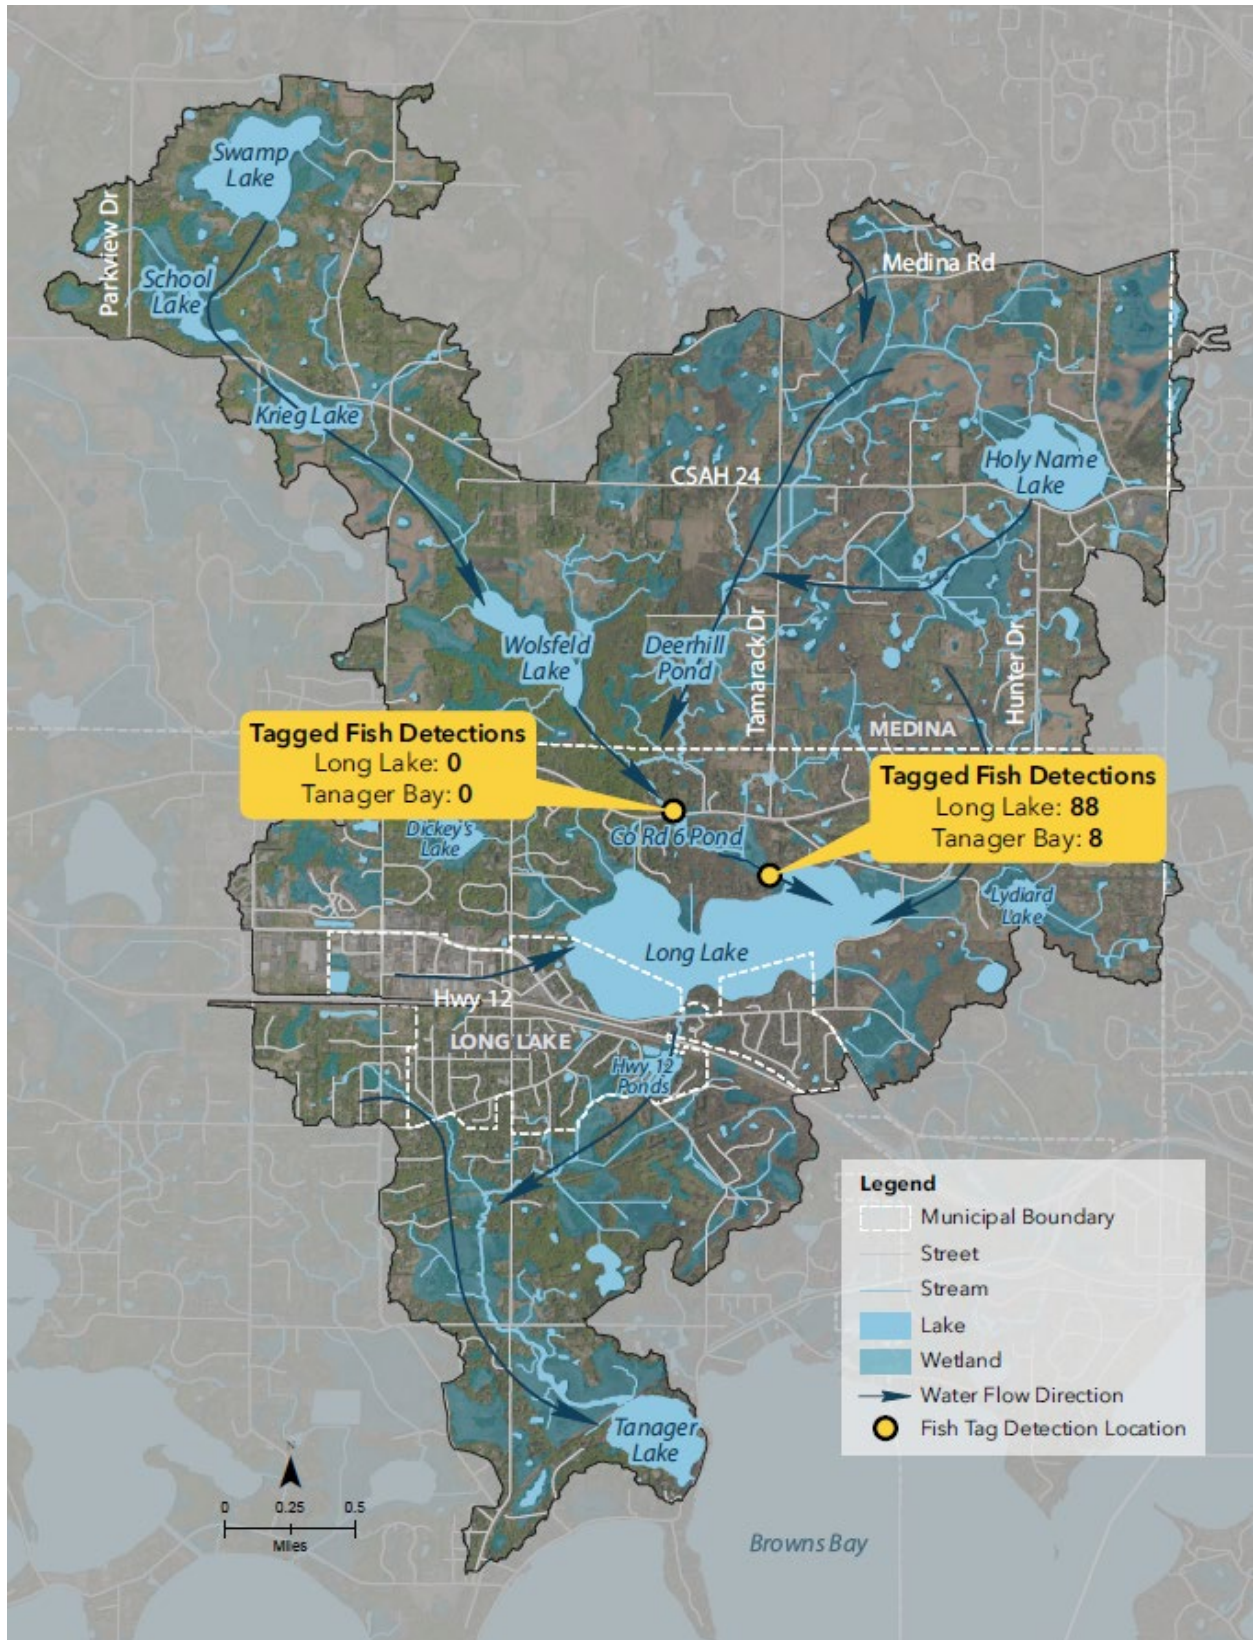 Swamp
Lake
Parkview Dr
School
Lake
Medina Rd
Krieg Lake
Holy Name
Lake
CSAH 24
Wolsfeld
Lake
Deerhill
Pond
Tamarack Dr
Hunter Dr
MEDINA
Tagged Fish Detections
Long Lake: 0
Tanager Bay: 0
Tagged Fish Detections
Long Lake: 88
Tanager Bay: 8
Dickey's
Lake
Co Rd 6 Pond
Lydiard
Lake
Long Lake
Hwy 12
LONG LAKE
Hwy 12
Ponds
Legend
Municipal Boundary
Street
Stream
Lake
Wetland
Water Flow Direction
Fish Tag Detection Location
Tanager
Lake
N
0 0.25 0.5
Miles
Browns Bay